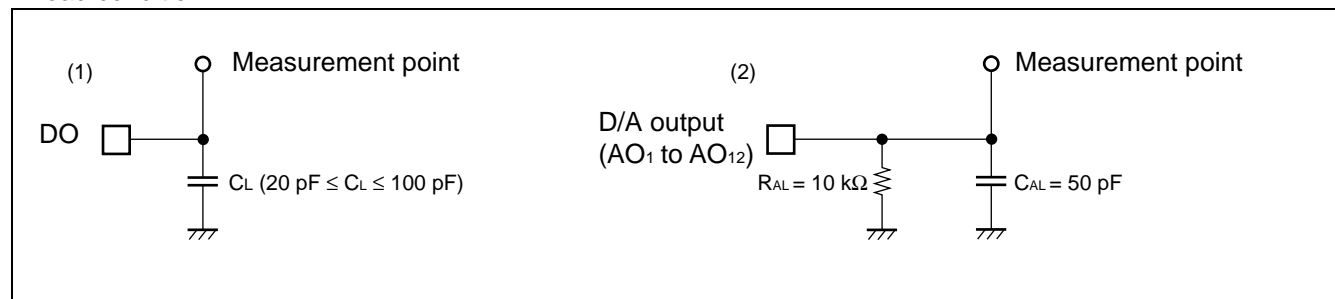 (1)
Measurement point
DO
CL (20 pF ≤ CL ≤ 100 pF)
(2)
Measurement point
D/A output
(AO1 to AO12)
RAL = 10 kΩ
CAL = 50 pF